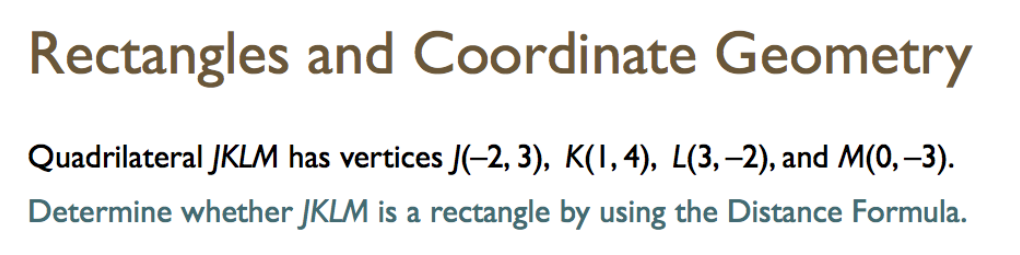 Rectangles and Coordinate Geometry
Quadrilateral JKLM has vertices J(–2, 3), K(1, 4), L(3, –2), and M(0, –3).
Determine whether JKLM is a rectangle by using the Distance Formula.